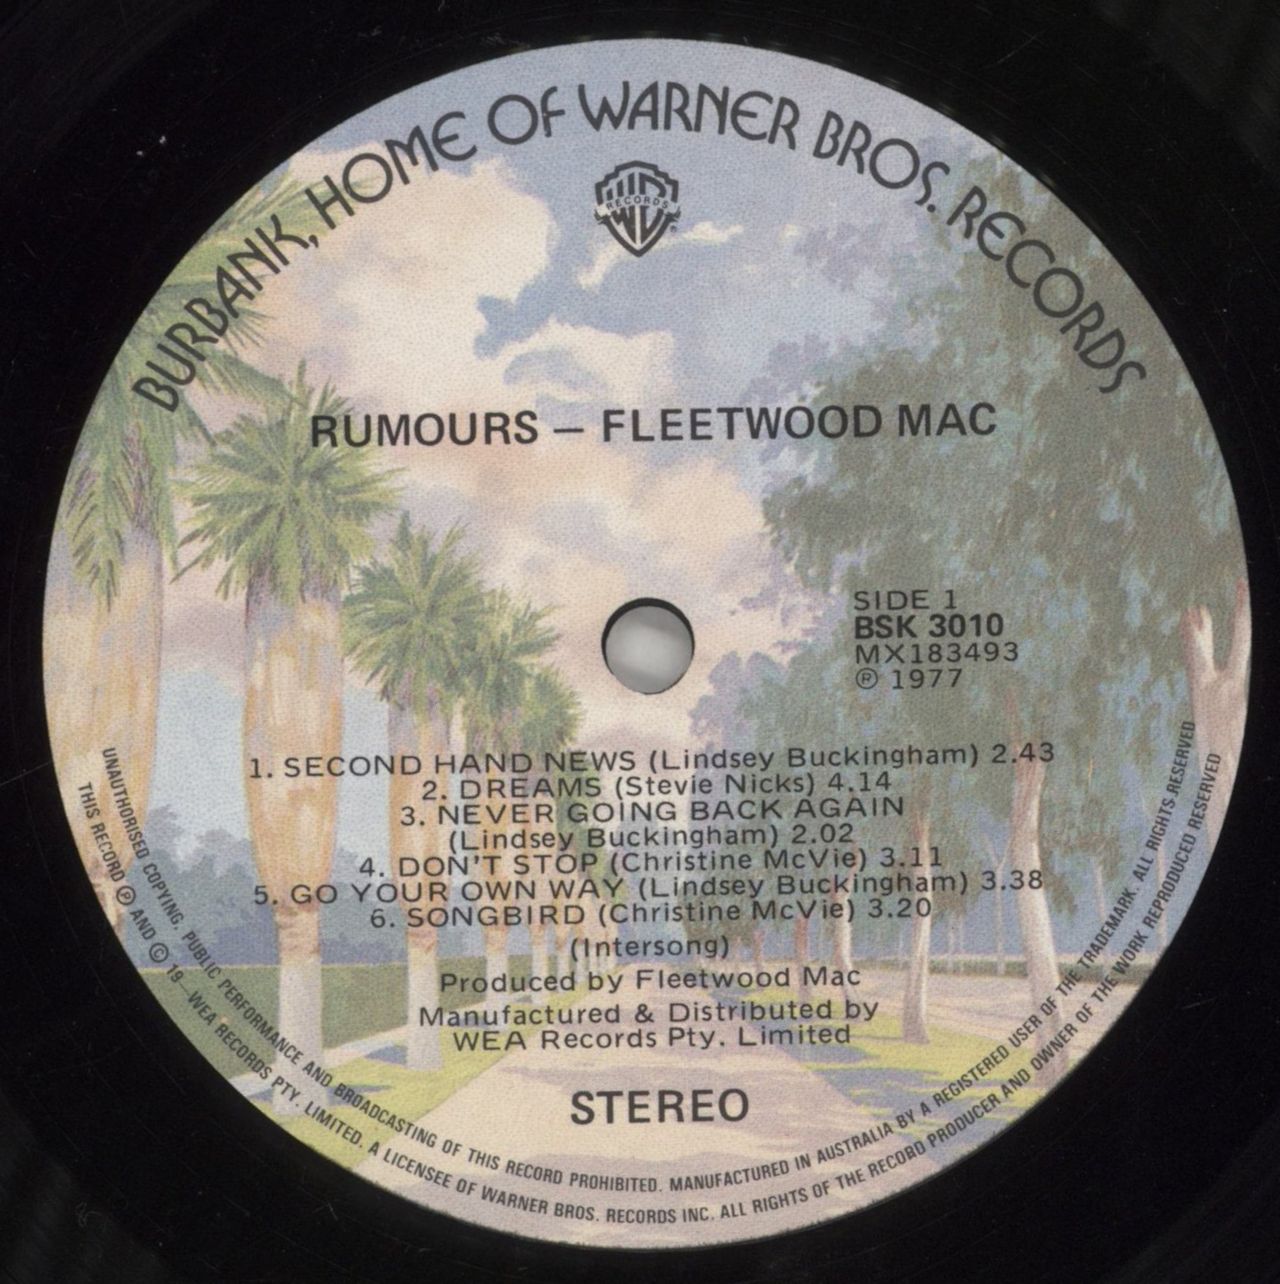 BURBANK, HOME OF WARNER BROS. RECORDS
RECORDS
RUMOURS – FLEETWOOD MAC
SIDE 1
BSK 3010
MX183493
℗ 1977
1. SECOND HAND NEWS (Lindsey Buckingham) 2.43
2. DREAMS (Stevie Nicks) 4.14
3. NEVER GOING BACK AGAIN
(Lindsey Buckingham) 2.02
4. DON'T STOP (Christine McVie) 3.11
5. GO YOUR OWN WAY (Lindsey Buckingham) 3.38
6. SONGBIRD (Christine McVie) 3.20
(Intersong)
Produced by Fleetwood Mac
Manufactured & Distributed by
WEA Records Pty. Limited
STEREO
UNAUTHORISED COPYING, PUBLIC PERFORMANCE AND BROADCASTING OF THIS RECORD PROHIBITED. MANUFACTURED IN AUSTRALIA BY A REGISTERED USER OF THE TRADEMARK. ALL RIGHTS RESERVED
THIS RECORD ℗ AND © 19—WEA RECORDS PTY. LIMITED. A LICENSEE OF WARNER BROS. RECORDS INC. ALL RIGHTS OF THE RECORD PRODUCER AND OWNER OF THE WORK REPRODUCED RESERVED